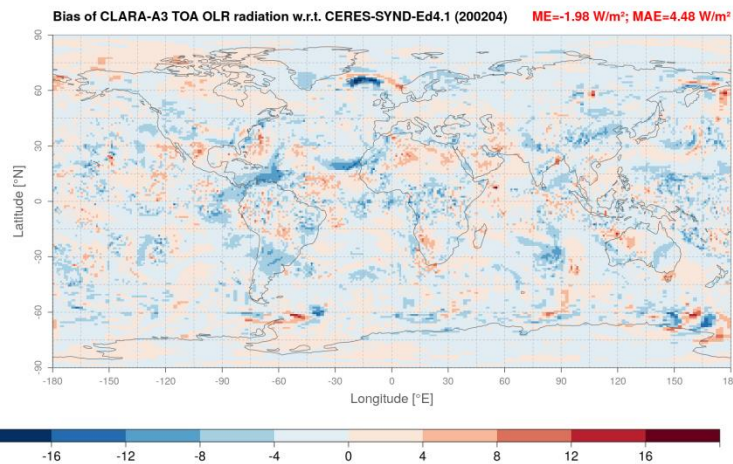 Bias of CLARA-A3 TOA OLR radiation w.r.t. CERES-SYND-Ed4.1 (200204) ME=-1.98 W/m²; MAE=4.48 W/m²
90
60
30
0
-30
-60
-90
Latitude [°N]
-180 -150 -120 -90 -60 -30 0 30 60 90 120 150 180
Longitude [°E]
-16 -12 -8 -4 0 4 8 12 16